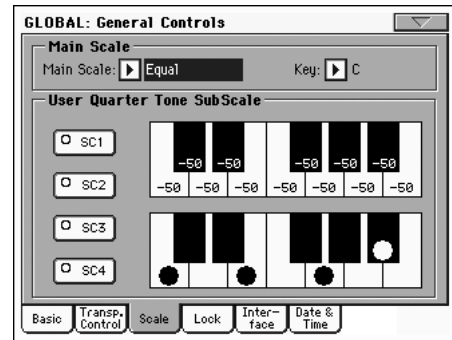 GLOBAL: General Controls
Main Scale
Main Scale: Equal Key: C
User Quarter Tone SubScale
SC1
SC2
SC3
SC4
-50 -50 -50 -50 -50
-50 -50 -50 -50 -50 -50 -50
Basic Transp. Control Scale Lock Inter- face Date & Time